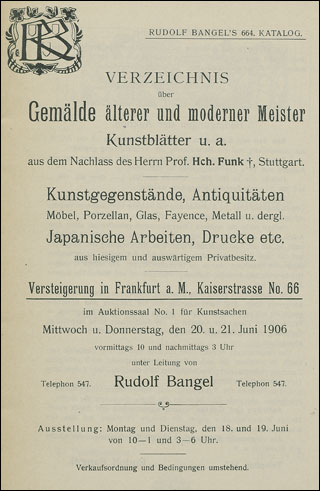 RB
RUDOLF BANGEL'S 664. KATALOG.
VERZEICHNIS
über
Gemälde älterer und moderner Meister
Kunstblätter u. a.
aus dem Nachlass des Herrn Prof. Hch. Funk †, Stuttgart.
Kunstgegenstände, Antiquitäten
Möbel, Porzellan, Glas, Fayence, Metall u. dergl.
Japanische Arbeiten, Drucke etc.
aus hiesigem und auswärtigem Privatbesitz.
Versteigerung in Frankfurt a. M., Kaiserstrasse No. 66
im Auktionssaal No. 1 für Kunstsachen
Mittwoch u. Donnerstag, den 20. u. 21. Juni 1906
vormittags 10 und nachmittags 3 Uhr
unter Leitung von
Telephon 547. Rudolf Bangel Telephon 547.
Ausstellung: Montag und Dienstag, den 18. und 19. Juni
von 10—1 und 3—6 Uhr.
Verkaufsordnung und Bedingungen umstehend.